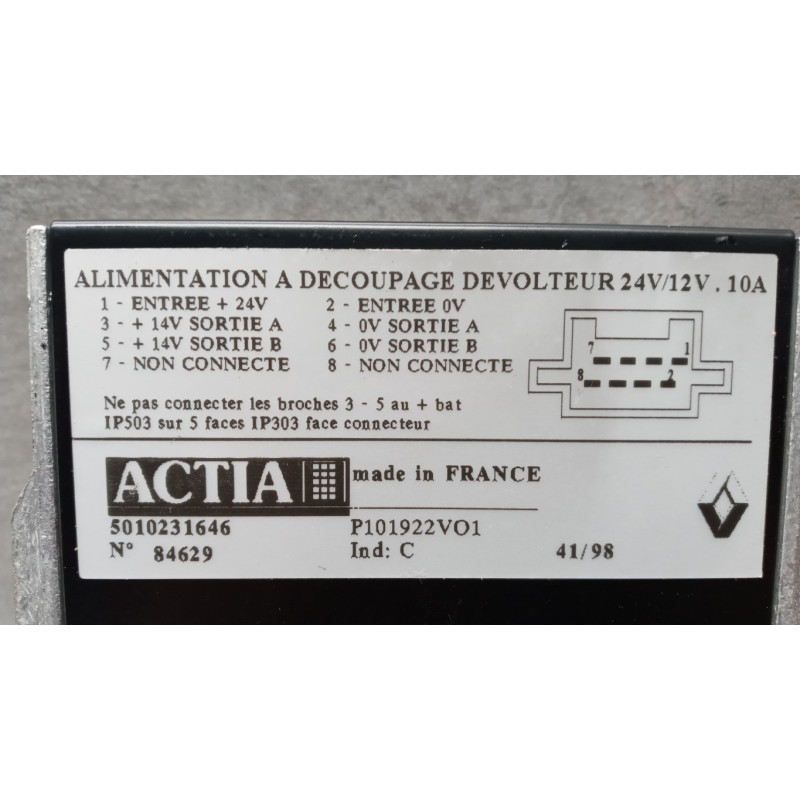 ALIMENTATION A DECOUPAGE DEVOLTEUR 24V/12V . 10A
1 - ENTREE + 24V 2 - ENTREE 0V
3 - + 14V SORTIE A 4 - 0V SORTIE A
5 - + 14V SORTIE B 6 - 0V SORTIE B
7 - NON CONNECTE 8 - NON CONNECTE
7 1
8 2
Ne pas connecter les broches 3 - 5 au + bat
IP503 sur 5 faces IP303 face connecteur
ACTIA made in FRANCE
5010231646 P101922VO1
N° 84629 Ind: C 41/98